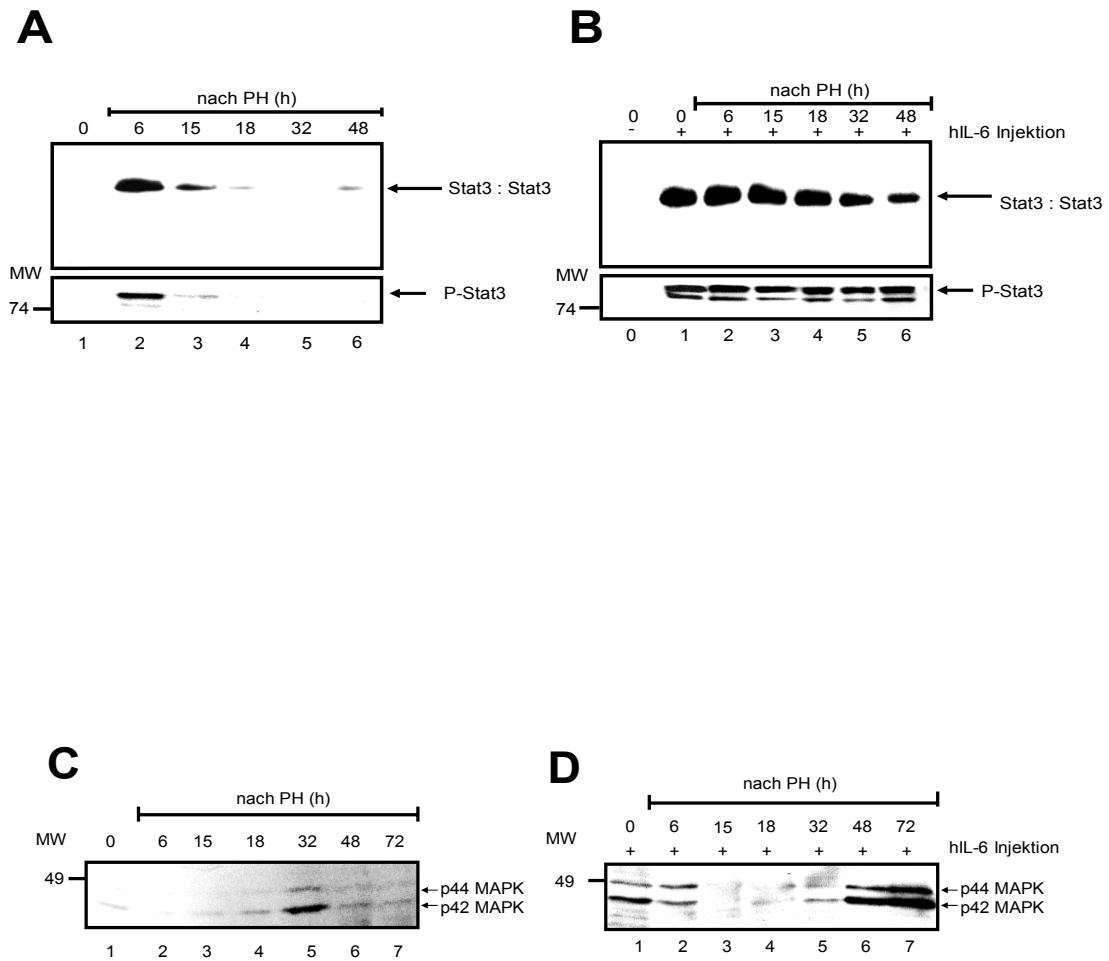 A
nach PH (h)
0 6 15 18 32 48
Stat3 : Stat3
MW
P-Stat3
74
1 2 3 4 5 6
B
nach PH (h)
0 0 6 15 18 32 48
- + + + + + + hIL-6 Injektion
Stat3 : Stat3
MW
P-Stat3
74
0 1 2 3 4 5 6
C
nach PH (h)
MW 0 6 15 18 32 48 72
49
p44 MAPK
p42 MAPK
1 2 3 4 5 6 7
D
nach PH (h)
MW 0 6 15 18 32 48 72
+ + + + + + + hIL-6 Injektion
49
p44 MAPK
p42 MAPK
1 2 3 4 5 6 7